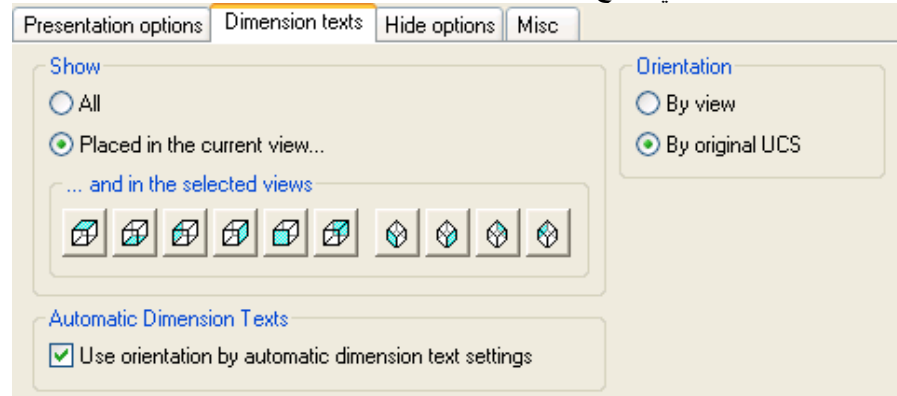 Presentation options Dimension texts Hide options Misc
Show
All
Placed in the current view...
... and in the selected views
Orientation
By view
By original UCS
Automatic Dimension Texts
Use orientation by automatic dimension text settings